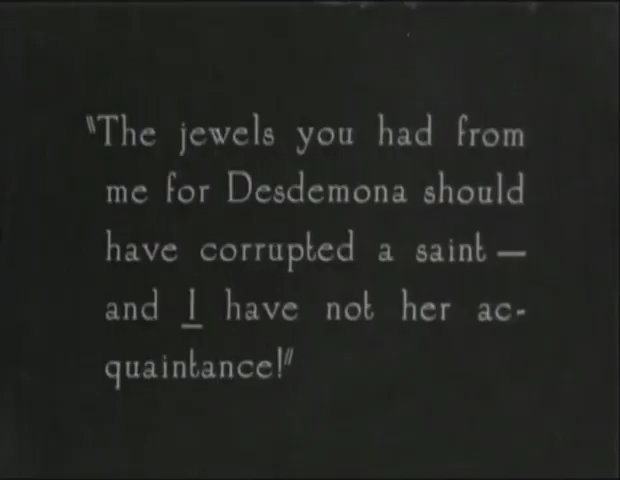 "The jewels you had from
me for Desdemona should
have corrupted a saint —
and I have not her ac-
quaintance!"